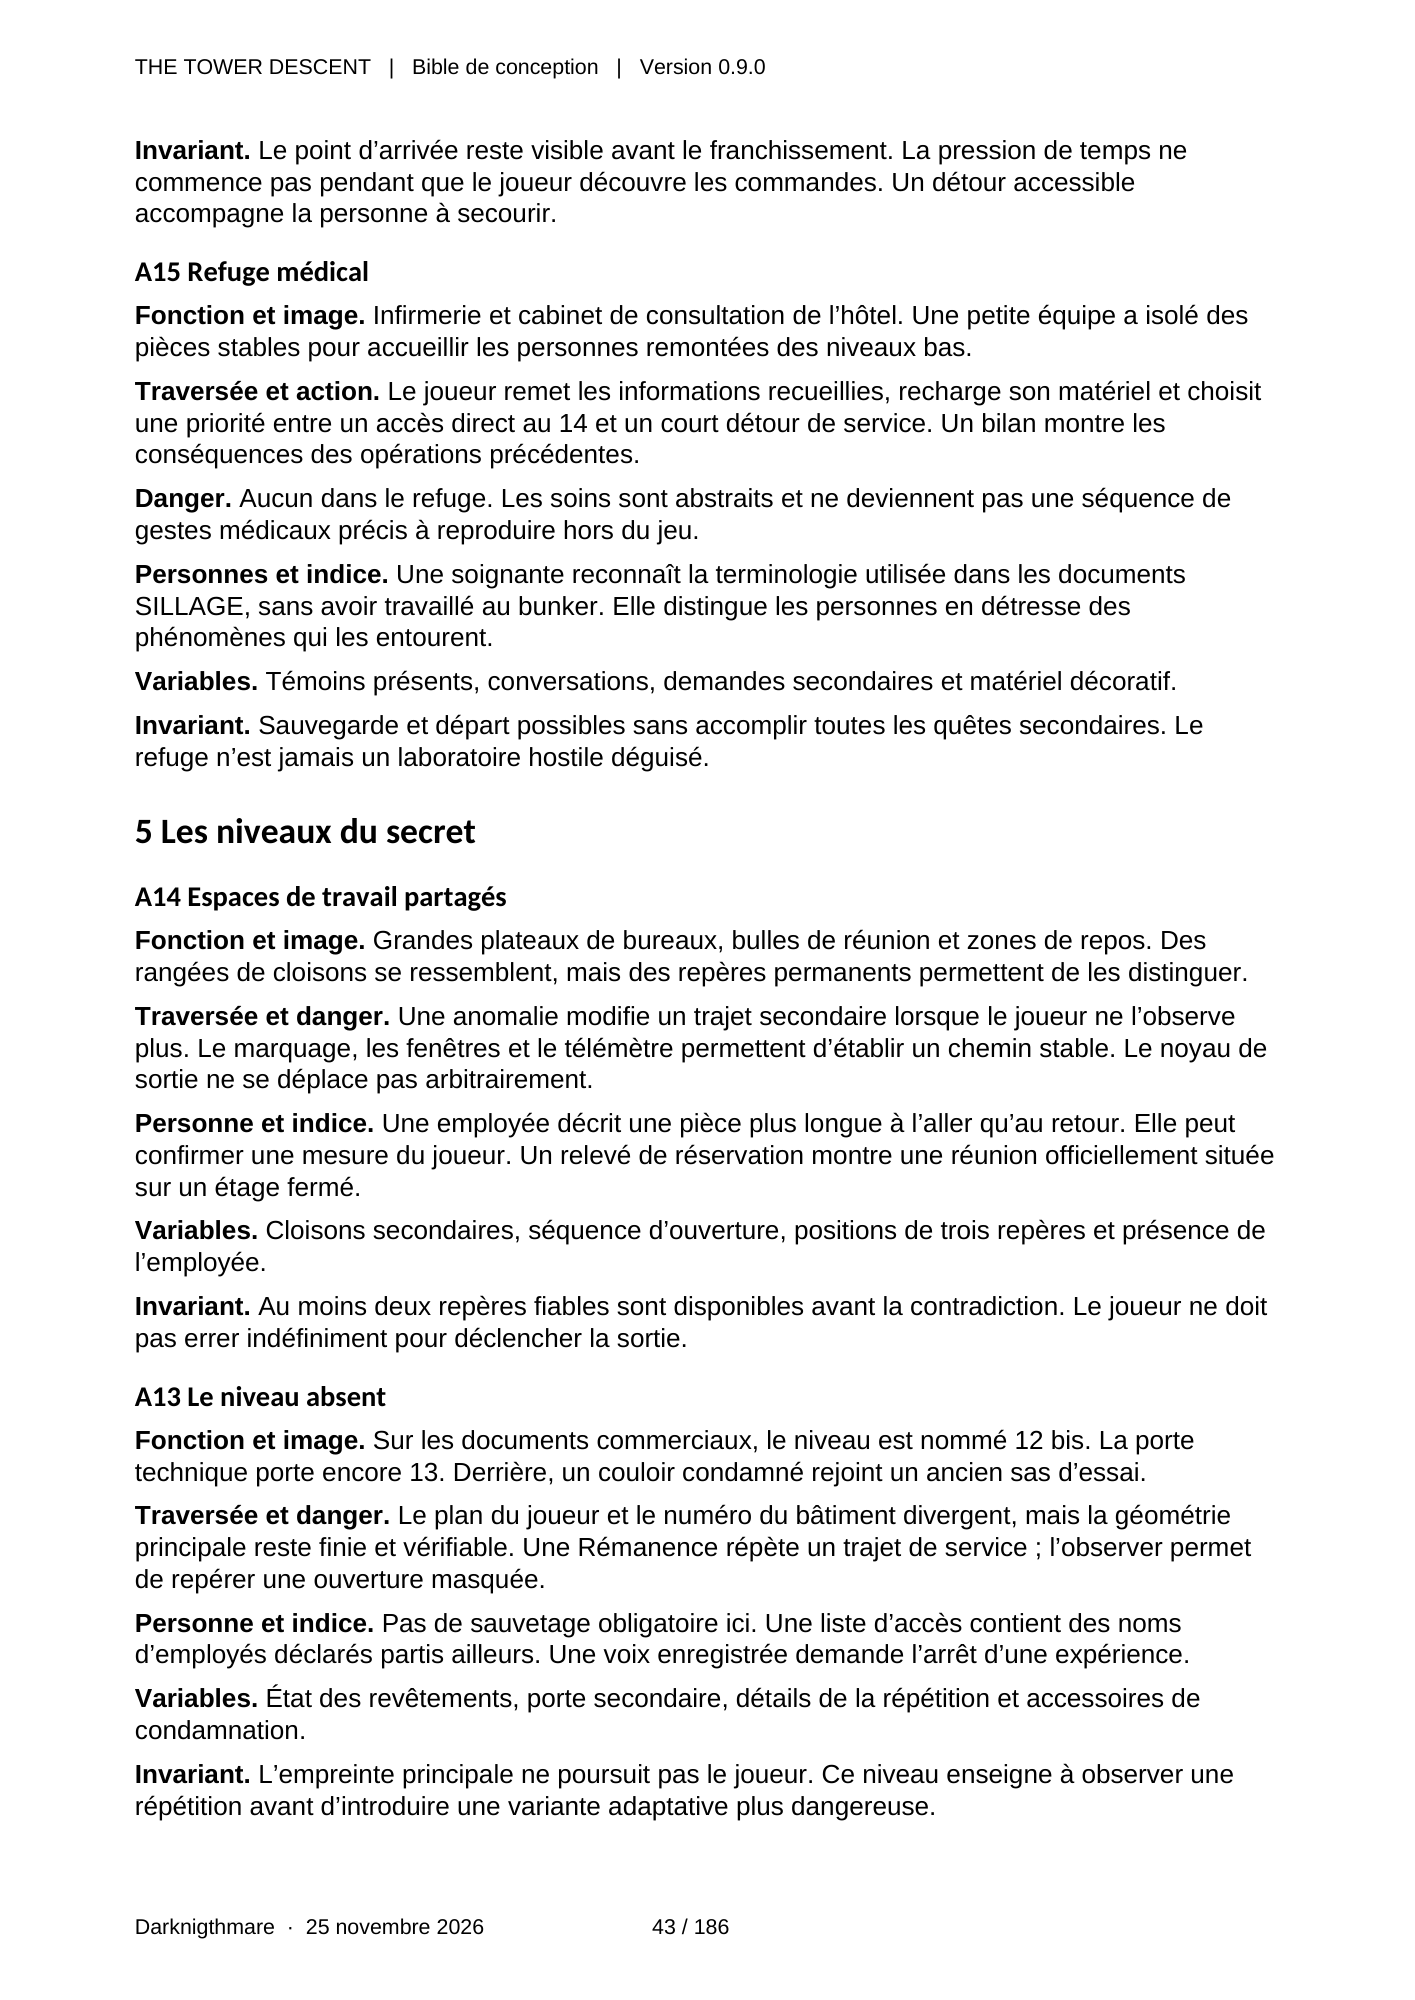 THE TOWER DESCENT | Bible de conception | Version 0.9.0
Invariant. Le point d’arrivée reste visible avant le franchissement. La pression de temps ne
commence pas pendant que le joueur découvre les commandes. Un détour accessible
accompagne la personne à secourir.
A15 Refuge médical
Fonction et image. Infirmerie et cabinet de consultation de l’hôtel. Une petite équipe a isolé des
pièces stables pour accueillir les personnes remontées des niveaux bas.
Traversée et action. Le joueur remet les informations recueillies, recharge son matériel et choisit
une priorité entre un accès direct au 14 et un court détour de service. Un bilan montre les
conséquences des opérations précédentes.
Danger. Aucun dans le refuge. Les soins sont abstraits et ne deviennent pas une séquence de
gestes médicaux précis à reproduire hors du jeu.
Personnes et indice. Une soignante reconnaît la terminologie utilisée dans les documents
SILLAGE, sans avoir travaillé au bunker. Elle distingue les personnes en détresse des
phénomènes qui les entourent.
Variables. Témoins présents, conversations, demandes secondaires et matériel décoratif.
Invariant. Sauvegarde et départ possibles sans accomplir toutes les quêtes secondaires. Le
refuge n’est jamais un laboratoire hostile déguisé.
5 Les niveaux du secret
A14 Espaces de travail partagés
Fonction et image. Grandes plateaux de bureaux, bulles de réunion et zones de repos. Des
rangées de cloisons se ressemblent, mais des repères permanents permettent de les distinguer.
Traversée et danger. Une anomalie modifie un trajet secondaire lorsque le joueur ne l’observe
plus. Le marquage, les fenêtres et le télémètre permettent d’établir un chemin stable. Le noyau de
sortie ne se déplace pas arbitrairement.
Personne et indice. Une employée décrit une pièce plus longue à l’aller qu’au retour. Elle peut
confirmer une mesure du joueur. Un relevé de réservation montre une réunion officiellement située
sur un étage fermé.
Variables. Cloisons secondaires, séquence d’ouverture, positions de trois repères et présence de
l’employée.
Invariant. Au moins deux repères fiables sont disponibles avant la contradiction. Le joueur ne doit
pas errer indéfiniment pour déclencher la sortie.
A13 Le niveau absent
Fonction et image. Sur les documents commerciaux, le niveau est nommé 12 bis. La porte
technique porte encore 13. Derrière, un couloir condamné rejoint un ancien sas d’essai.
Traversée et danger. Le plan du joueur et le numéro du bâtiment divergent, mais la géométrie
principale reste finie et vérifiable. Une Rémanence répète un trajet de service ; l’observer permet
de repérer une ouverture masquée.
Personne et indice. Pas de sauvetage obligatoire ici. Une liste d’accès contient des noms
d’employés déclarés partis ailleurs. Une voix enregistrée demande l’arrêt d’une expérience.
Variables. État des revêtements, porte secondaire, détails de la répétition et accessoires de
condamnation.
Invariant. L’empreinte principale ne poursuit pas le joueur. Ce niveau enseigne à observer une
répétition avant d’introduire une variante adaptative plus dangereuse.
Darknigthmare · 25 novembre 2026 43 / 186